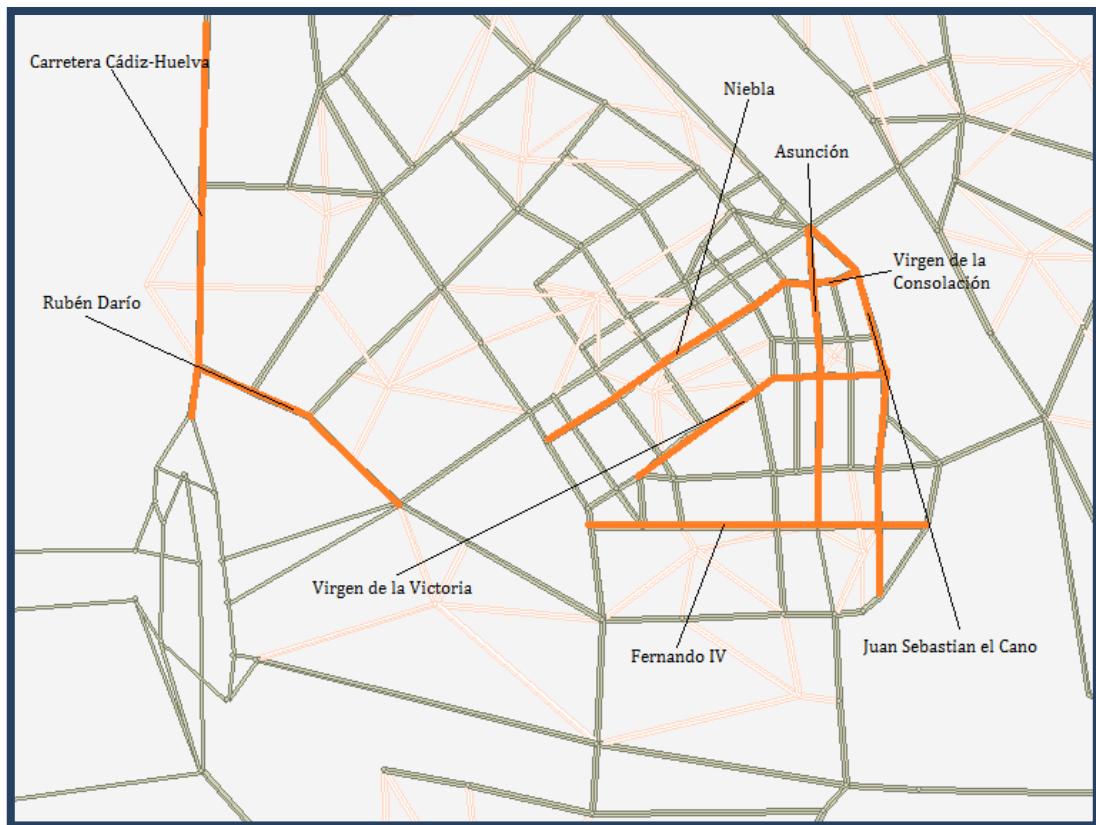 Carretera Cádiz-Huelva
Niebla
Asunción
Virgen de la
Consolación
Rubén Darío
Virgen de la Victoria
Fernando IV
Juan Sebastian el Cano